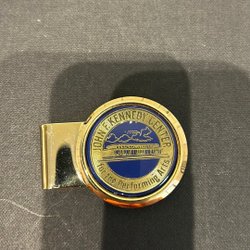 JOHN F. KENNEDY CENTER
For the Performing Arts